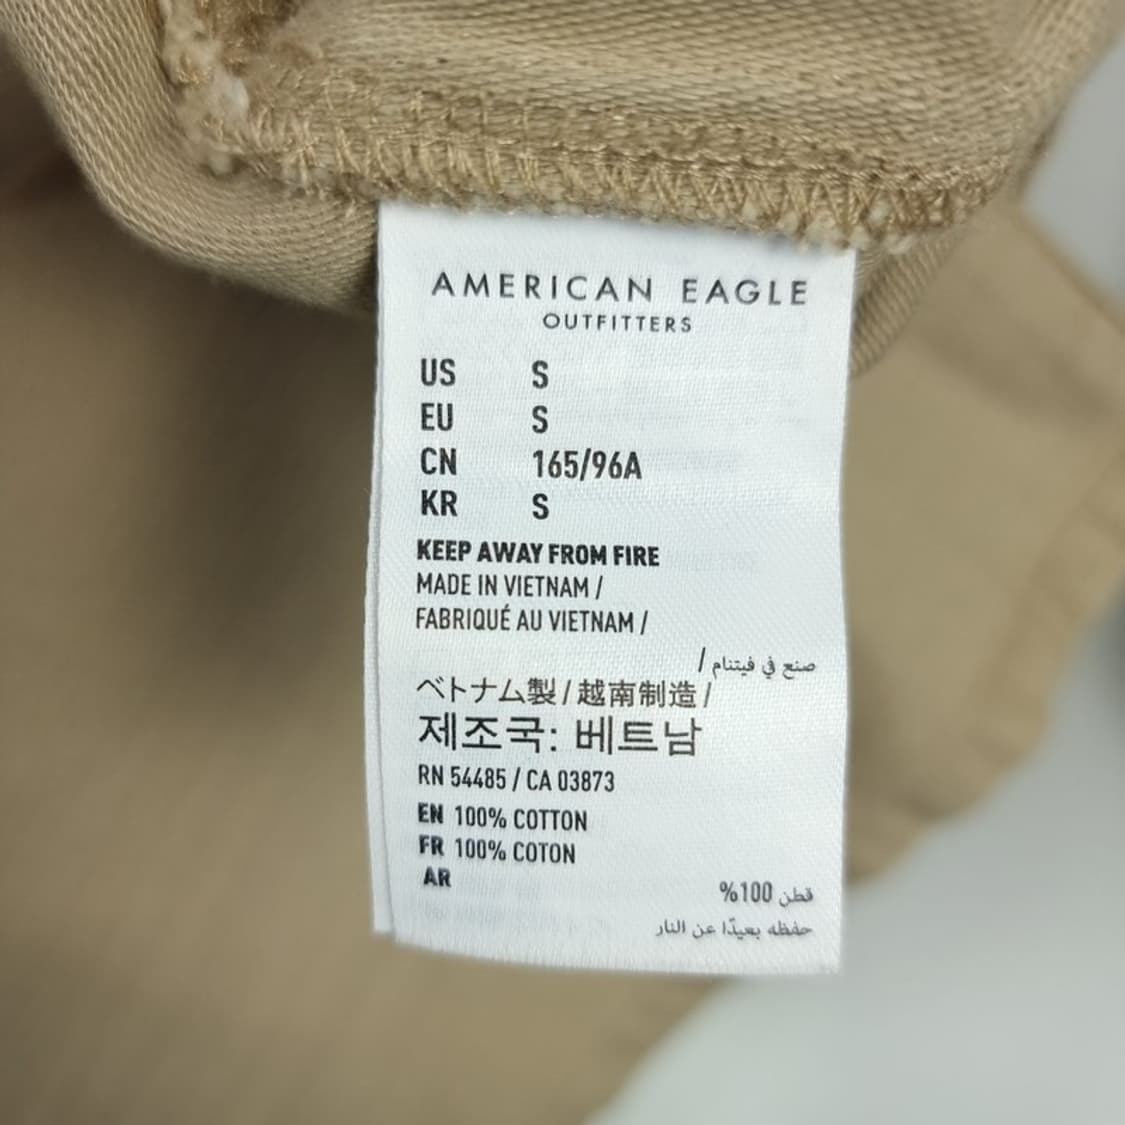 AMERICAN EAGLE
OUTFITTERS
US S
EU S
CN 165/96A
KR S
KEEP AWAY FROM FIRE
MADE IN VIETNAM /
FABRIQUÉ AU VIETNAM /
صنع في فيتنام /
ベトナム製 / 越南制造 /
제조국: 베트남
RN 54485 / CA 03873
EN 100% COTTON
FR 100% COTON
AR
قطن 100%
حفظه بعيدًا عن النار